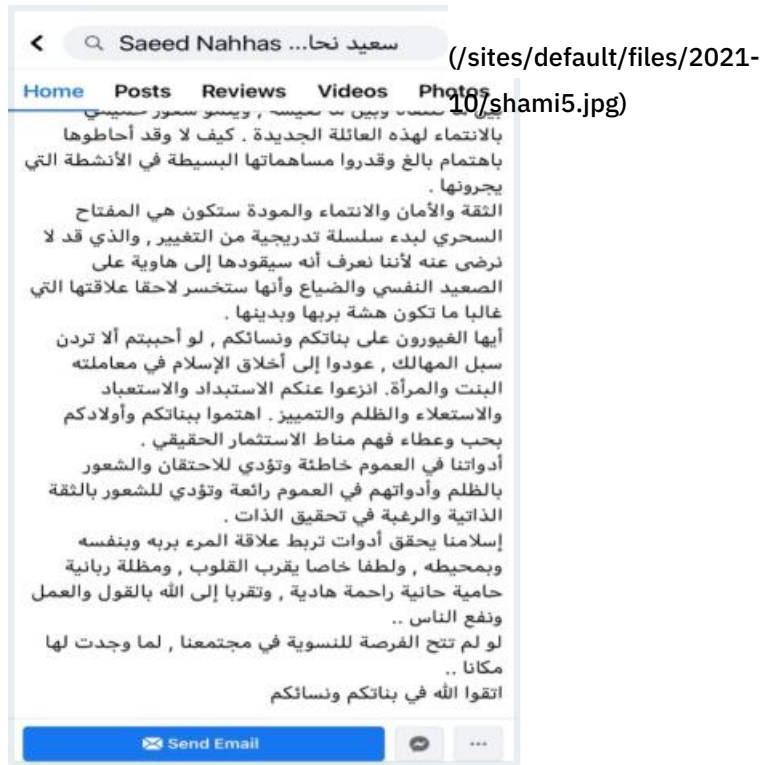 سعيد نحا... Saeed Nahhas
(/sites/default/files/2021-
10/shami5.jpg)
Home Posts Reviews Videos Photos
بالانتماء لهذه العائلة الجديدة . كيف لا وقد أحاطوها
باهتمام بالغ وقدروا مساهماتها البسيطة في الأنشطة التي
يجرونها .
الثقة والأمان والانتماء والمودة ستكون هي المفتاح
السحري لبدء سلسلة تدريجية من التغيير , والذي قد لا
نرضى عنه لأننا نعرف أنه سيقودها إلى هاوية على
الصعيد النفسي والضياع وأنها ستخسر لاحقا علاقتها التي
غالبا ما تكون هشة بربها وبدينها .
أيها الغيورون على بناتكم ونسائكم , لو أحببتم ألا تردن
سبل المهالك , عودوا إلى أخلاق الإسلام في معاملته
البنت والمرأة. انزعوا عنكم الاستبداد والاستعباد
والاستعلاء والظلم والتمييز . اهتموا ببناتكم وأولادكم
بحب وعطاء فهم مناط الاستثمار الحقيقي .
أدواتنا في العموم خاطئة وتؤدي للاحتقان والشعور
بالظلم وأدواتهم في العموم رائعة وتؤدي للشعور بالثقة
الذاتية والرغبة في تحقيق الذات .
إسلامنا يحقق أدوات تربط علاقة المرء بربه وبنفسه
وبمحيطه , ولطفا خاصا يقرب القلوب , ومظلة ربانية
حامية حانية راحمة هادية , وتقربا إلى الله بالقول والعمل
ونفع الناس ..
لو لم تتح الفرصة للنسوية في مجتمعنا , لما وجدت لها
مكانا ..
اتقوا الله في بناتكم ونسائكم
Send Email